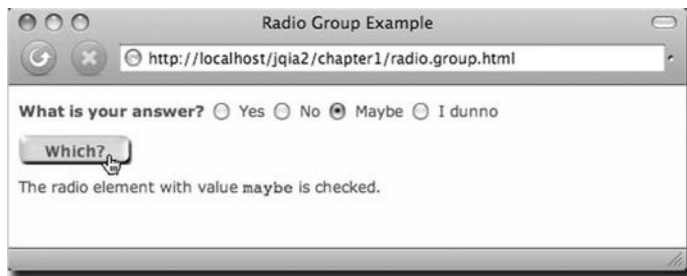 Radio Group Example
http://localhost/jqia2/chapter1/radio.group.html
What is your answer? Yes No Maybe I dunno
Which?
The radio element with value maybe is checked.